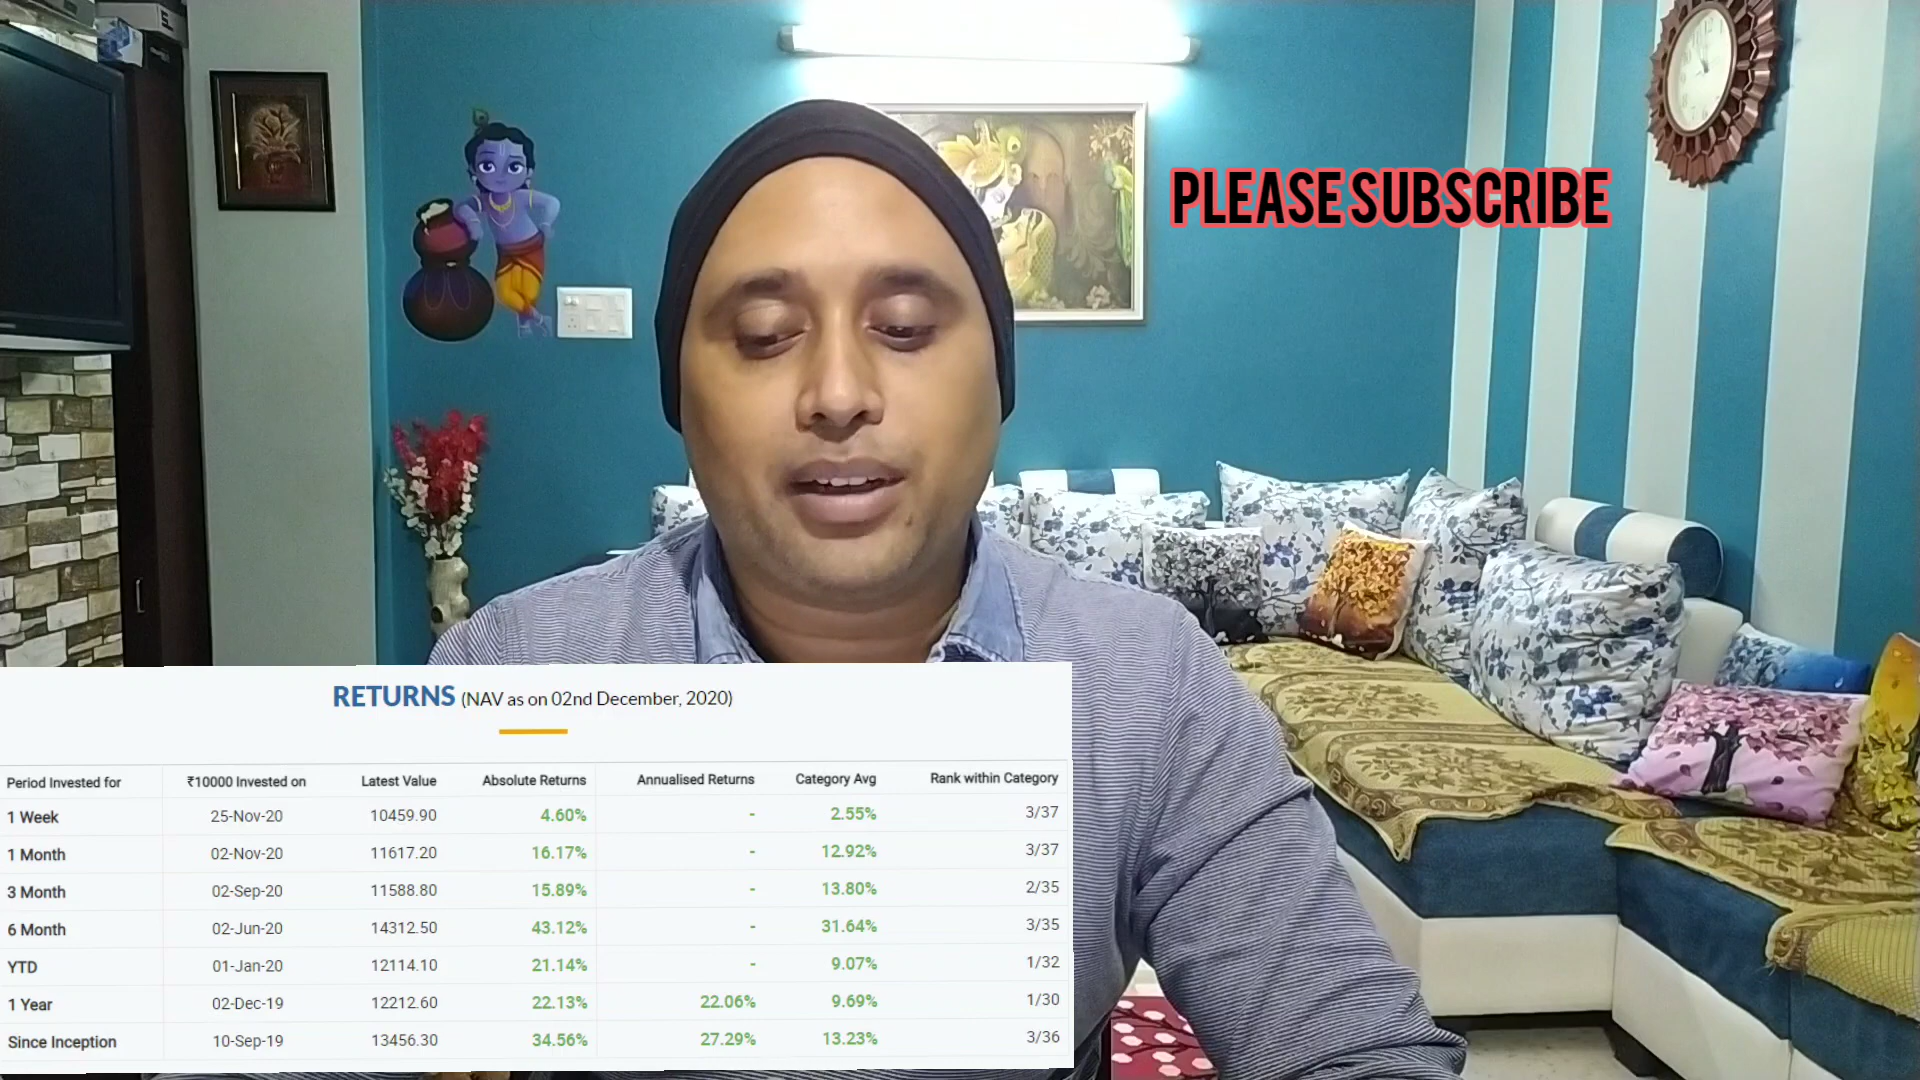 PLEASE SUBSCRIBE
RETURNS (NAV as on 02nd December, 2020)
Period Invested for ₹10000 Invested on Latest Value Absolute Returns Annualised Returns Category Avg Rank within Category
1 Week 25-Nov-20 10459.90 4.60% - 2.55% 3/37
1 Month 02-Nov-20 11617.20 16.17% - 12.92% 3/37
3 Month 02-Sep-20 11588.80 15.89% - 13.80% 2/35
6 Month 02-Jun-20 14312.50 43.12% - 31.64% 3/35
YTD 01-Jan-20 12114.10 21.14% - 9.07% 1/32
1 Year 02-Dec-19 12212.60 22.13% 22.06% 9.69% 1/30
Since Inception 10-Sep-19 13456.30 34.56% 27.29% 13.23% 3/36